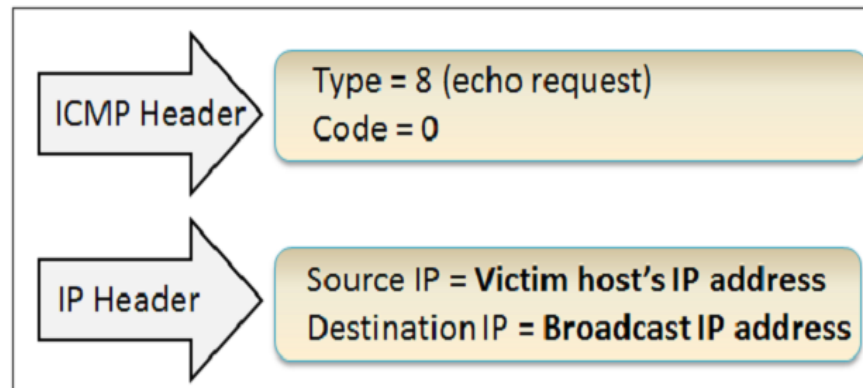 ICMP Header
Type = 8 (echo request)
Code = 0
IP Header
Source IP = Victim host's IP address
Destination IP = Broadcast IP address